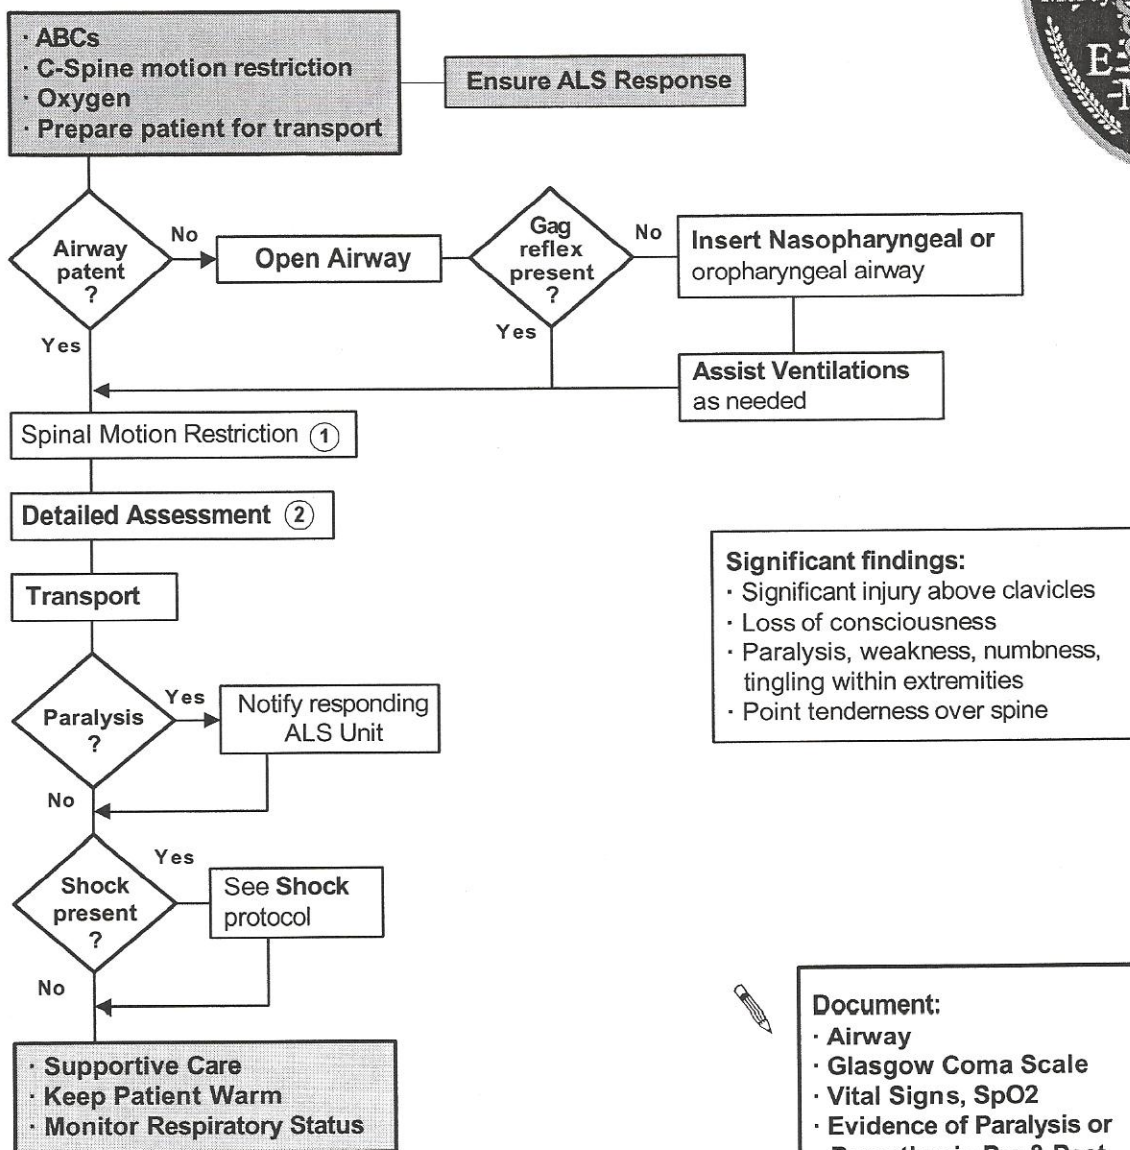 · ABCs
· C-Spine motion restriction
· Oxygen
· Prepare patient for transport
Ensure ALS Response
E
Airway
patent
?
No
Yes
Open Airway
Gag
reflex
present
?
No
Yes
Insert Nasopharyngeal or
oropharyngeal airway
Assist Ventilations
as needed
Spinal Motion Restriction 1
Detailed Assessment 2
Transport
Paralysis
?
Yes
No
Notify responding
ALS Unit
Shock
present
?
Yes
No
See Shock
protocol
· Supportive Care
· Keep Patient Warm
· Monitor Respiratory Status
Significant findings:
· Significant injury above clavicles
· Loss of consciousness
· Paralysis, weakness, numbness,
tingling within extremities
· Point tenderness over spine
Document:
· Airway
· Glasgow Coma Scale
· Vital Signs, SpO2
· Evidence of Paralysis or